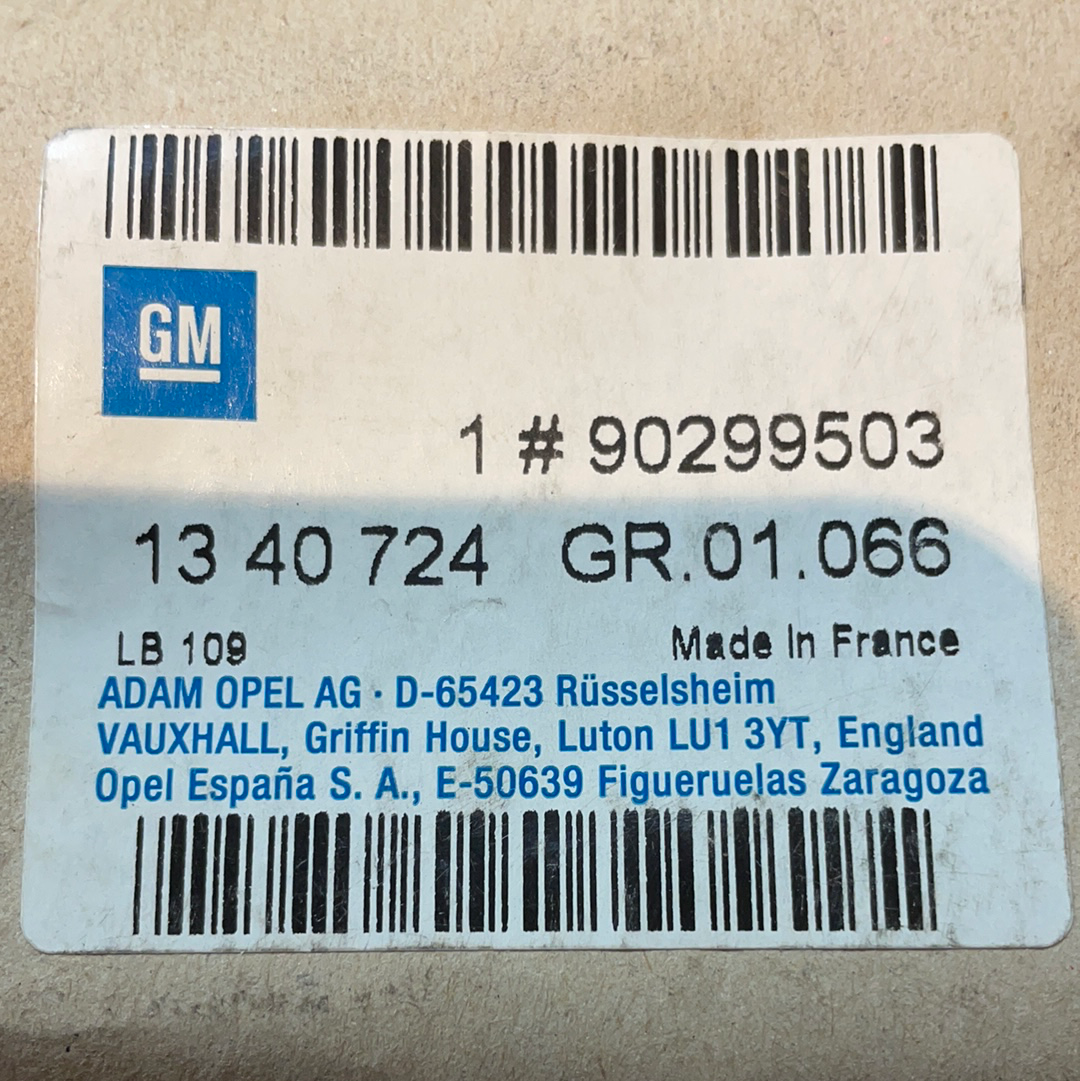 GM
1 # 90299503
13 40 724 GR.01.066
LB 109 Made In France
ADAM OPEL AG · D-65423 Rüsselsheim
VAUXHALL, Griffin House, Luton LU1 3YT, England
Opel España S. A., E-50639 Figueruelas Zaragoza